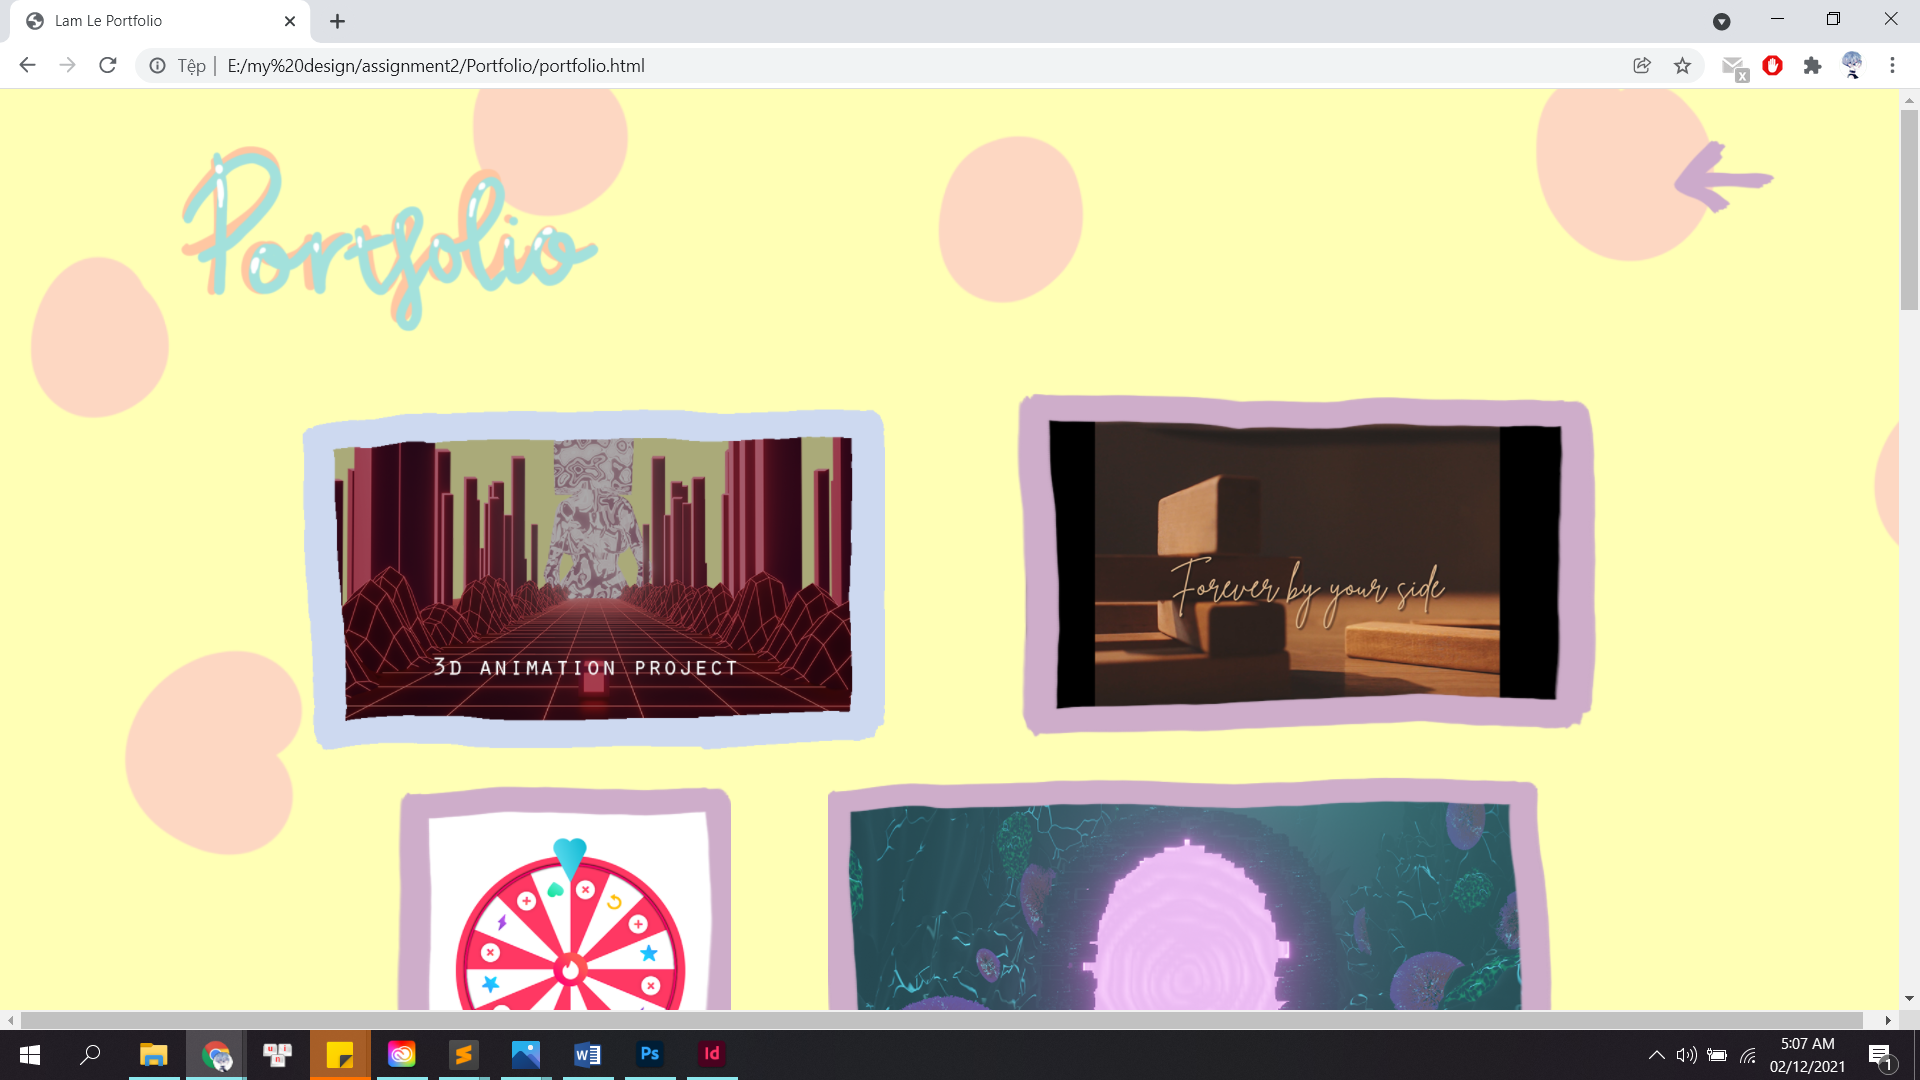 Lam Le Portfolio
Tệp | E:/my%20design/assignment2/Portfolio/portfolio.html
x
Portfolio
3D ANIMATION PROJECT
Forever by your side
W
Ps
Id
5:07 AM
02/12/2021
1